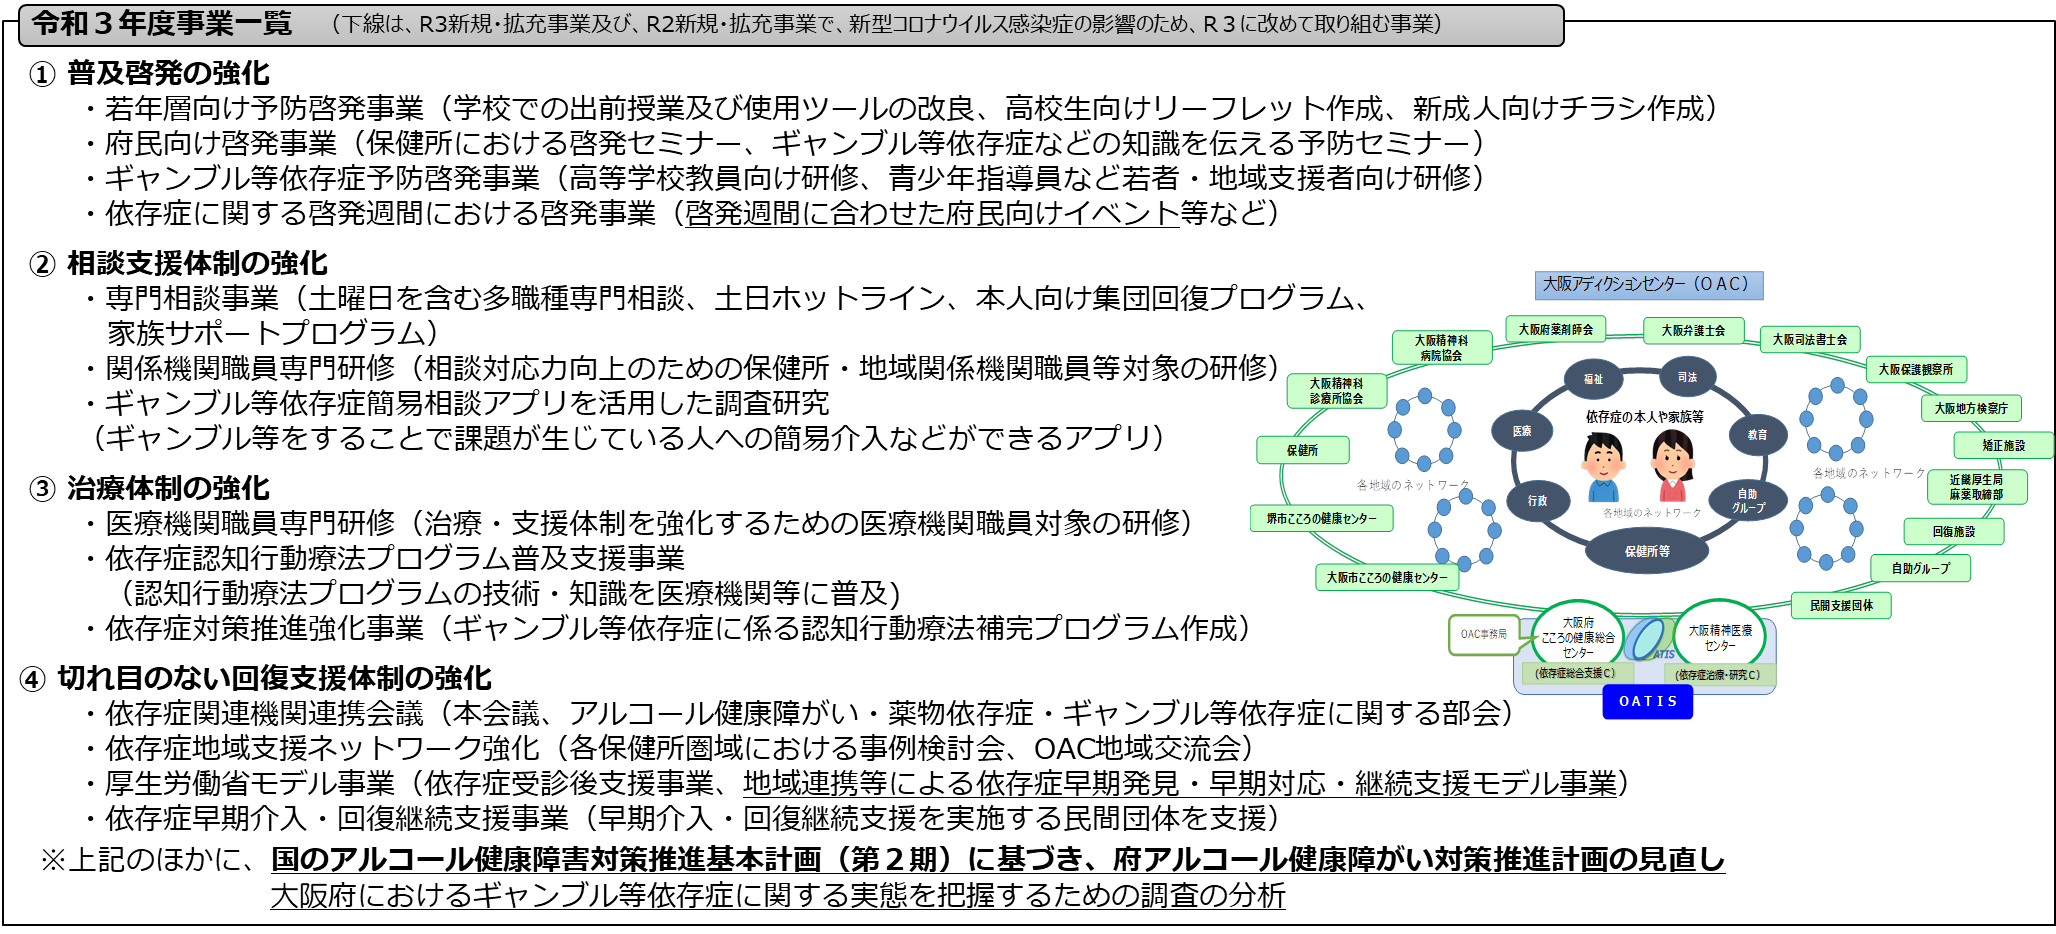 令和３年度事業一覧　（下線は、R3新規・拡充事業及び、R2新規・拡充事業で、新型コロナウイルス感染症の影響のため、R３に改めて取り組む事業）
① 普及啓発の強化
・若年層向け予防啓発事業（学校での出前授業及び使用ツールの改良、高校生向けリーフレット作成、新成人向けチラシ作成）
・府民向け啓発事業（保健所における啓発セミナー、ギャンブル等依存症などの知識を伝える予防セミナー）
・ギャンブル等依存症予防啓発事業（高等学校教員向け研修、青少年指導員など若者・地域支援者向け研修）
・依存症に関する啓発週間における啓発事業（啓発週間に合わせた府民向けイベント等など）
② 相談支援体制の強化
・専門相談事業（土曜日を含む多職種専門相談、土日ホットライン、本人向け集団回復プログラム、
家族サポートプログラム）
・関係機関職員専門研修（相談対応力向上のための保健所・地域関係機関職員等対象の研修）
・ギャンブル等依存症簡易相談アプリを活用した調査研究
（ギャンブル等をすることで課題が生じている人への簡易介入などができるアプリ）
③ 治療体制の強化
・医療機関職員専門研修（治療・支援体制を強化するための医療機関職員対象の研修）
・依存症認知行動療法プログラム普及支援事業
（認知行動療法プログラムの技術・知識を医療機関等に普及)
・依存症対策推進強化事業（ギャンブル等依存症に係る認知行動療法補完プログラム作成）
④ 切れ目のない回復支援体制の強化
・依存症関連機関連携会議（本会議、アルコール健康障がい・薬物依存症・ギャンブル等依存症に関する部会）
・依存症地域支援ネットワーク強化（各保健所圏域における事例検討会、OAC地域交流会）
・厚生労働省モデル事業（依存症受診後支援事業、地域連携等による依存症早期発見・早期対応・継続支援モデル事業）
・依存症早期介入・回復継続支援事業（早期介入・回復継続支援を実施する民間団体を支援）
※上記のほかに、国のアルコール健康障害対策推進基本計画（第２期）に基づき、府アルコール健康障がい対策推進計画の見直し
大阪府におけるギャンブル等依存症に関する実態を把握するための調査の分析
大阪アディクションセンター（ＯＡＣ）
大阪府薬剤師会
大阪弁護士会
大阪司法書士会
大阪精神科
病院協会
大阪保護観察所
大阪精神科
診療所協会
大阪地方検察庁
保健所
矯正施設
近畿厚生局
麻薬取締部
堺市こころの健康センター
回復施設
大阪市こころの健康センター
自助グループ
民間支援団体
福祉
司法
依存症の本人や家族等
医療
教育
行政
自助
グループ
保健所等
各地域のネットワーク
各地域のネットワーク
各地域のネットワーク
OAC事務局
大阪府
こころの健康総合
センター
（依存症総合支援Ｃ）
ATIS
大阪精神医療
センター
（依存症治療・研究Ｃ）
ＯＡＴＩＳ